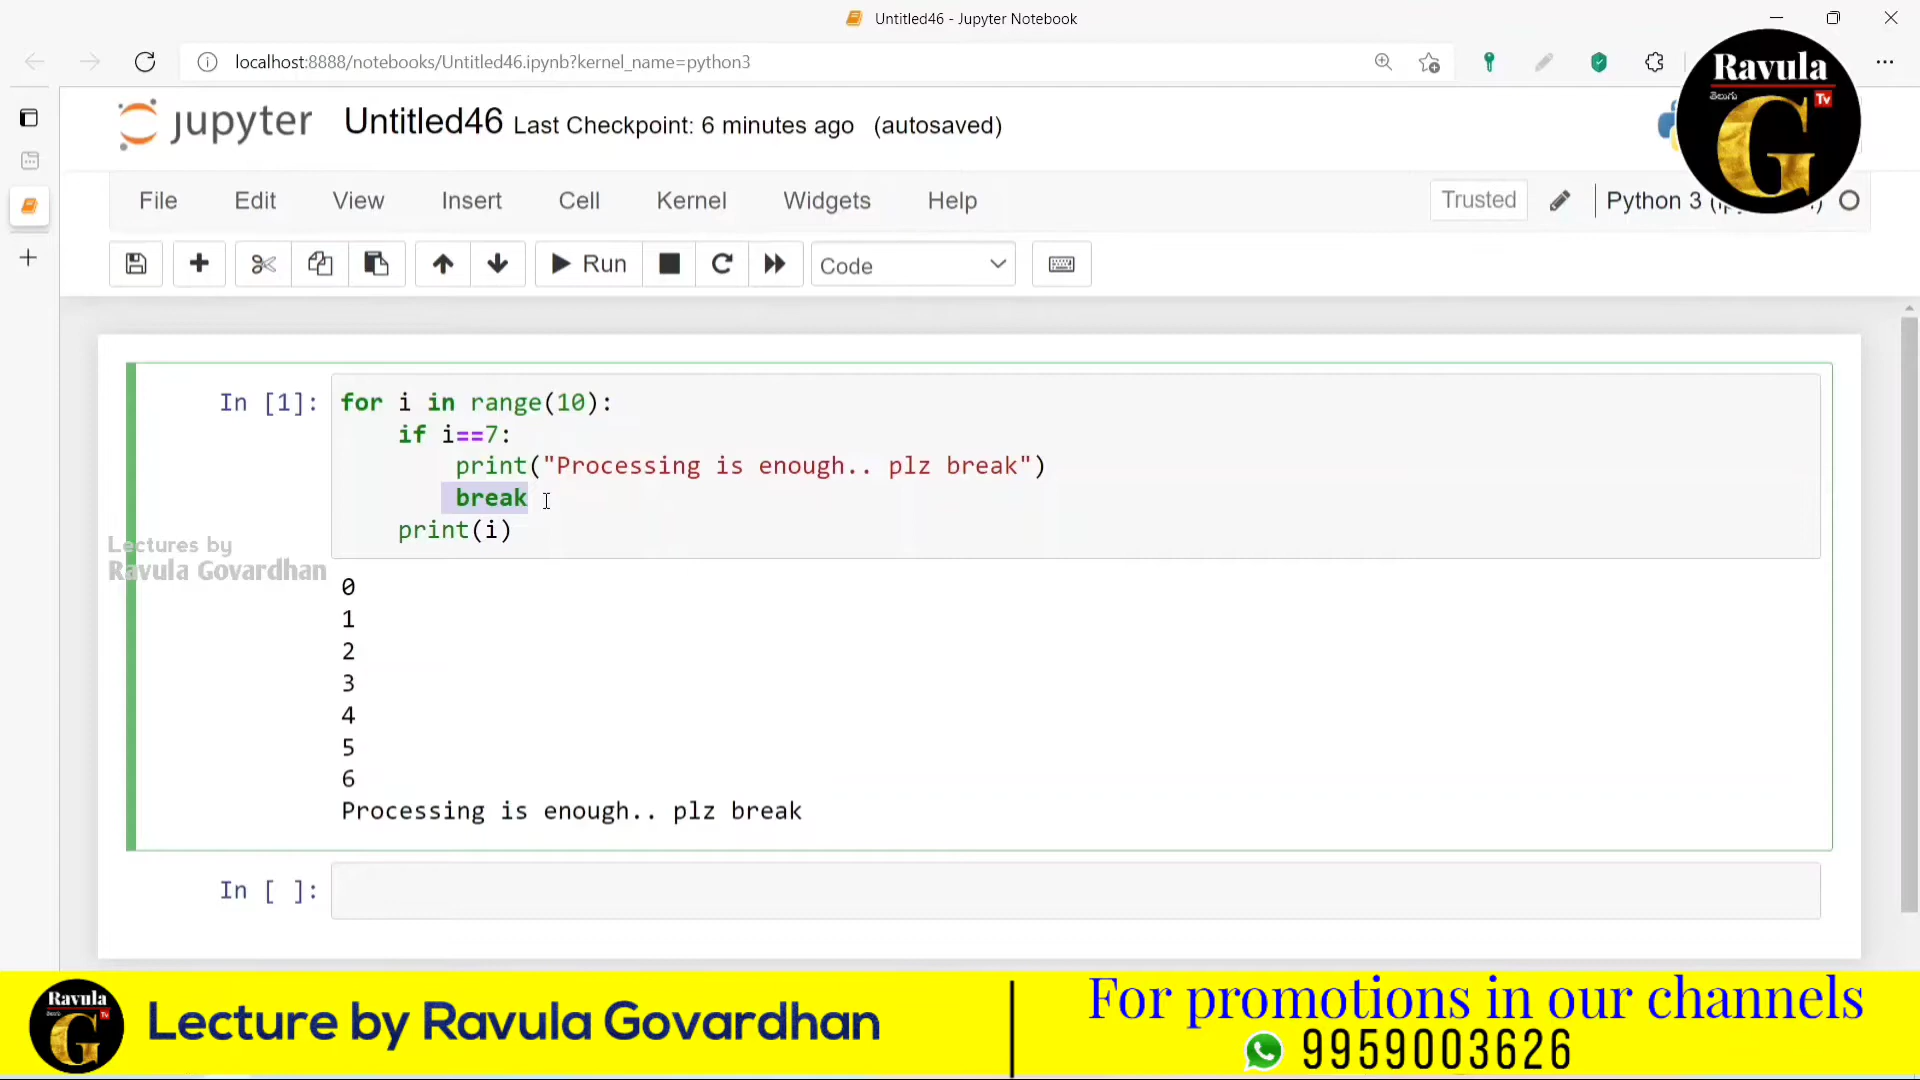 Untitled46 - Jupyter Notebook
localhost:8888/notebooks/Untitled46.ipynb?kernel_name=python3
Ravula
తెలుగు Tv
G
jupyter Untitled46 Last Checkpoint: 6 minutes ago (autosaved)
File Edit View Insert Cell Kernel Widgets Help Trusted Python 3
Run Code
In [1]: for i in range(10):
if i==7:
print("Processing is enough.. plz break")
break
print(i)
Lectures by
Ravula Govardhan
0
1
2
3
4
5
6
Processing is enough.. plz break
In [ ]:
Ravula
G
Lecture by Ravula Govardhan
For promotions in our channels
9959003626